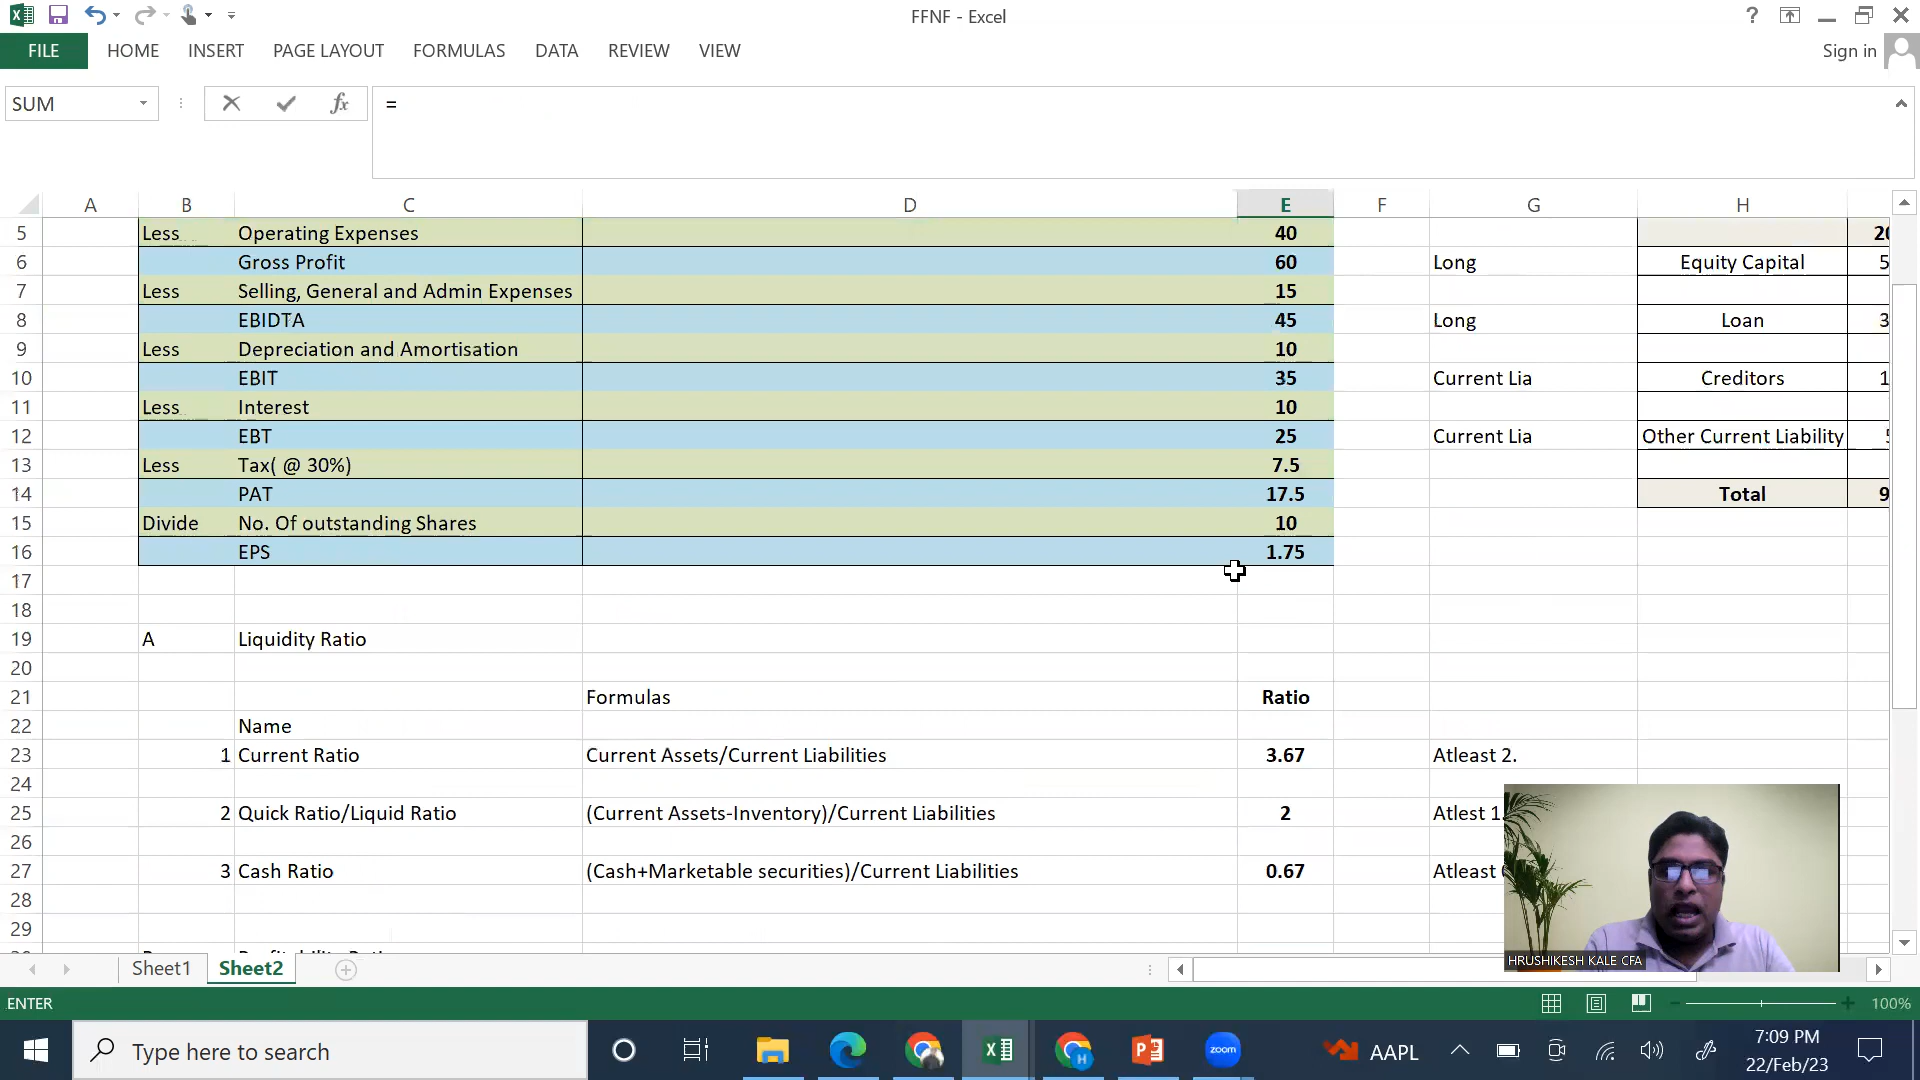 FFNF - Excel
FILE HOME INSERT PAGE LAYOUT FORMULAS DATA REVIEW VIEW Sign in
SUM fx =
A B C D E F G H
5 Less Operating Expenses 40
6 Gross Profit 60 Long Equity Capital
7 Less Selling, General and Admin Expenses 15
8 EBIDTA 45 Long Loan
9 Less Depreciation and Amortisation 10
10 EBIT 35 Current Lia Creditors
11 Less Interest 10
12 EBT 25 Current Lia Other Current Liability
13 Less Tax( @ 30%) 7.5
14 PAT 17.5 Total
15 Divide No. Of outstanding Shares 10
16 EPS 1.75
17
18
19 A Liquidity Ratio
20
21 Formulas Ratio
22 Name
23 1 Current Ratio Current Assets/Current Liabilities 3.67 Atleast 2.
24
25 2 Quick Ratio/Liquid Ratio (Current Assets-Inventory)/Current Liabilities 2 Atlest 1.
26
27 3 Cash Ratio (Cash+Marketable securities)/Current Liabilities 0.67 Atleast
28
29
HRUSHIKESH KALE CFA
Sheet1 Sheet2
ENTER 100%
Type here to search zoom AAPL 7:09 PM
22/Feb/23